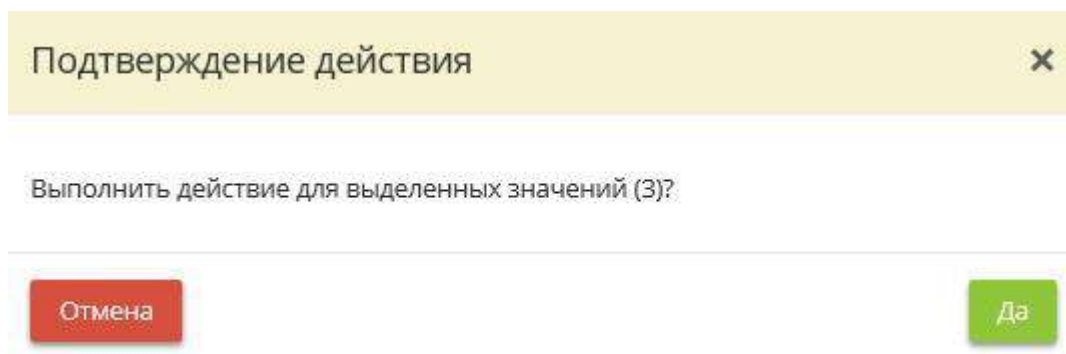 Подтверждение действия
Выполнить действие для выделенных значений (3)?
Отмена
Да